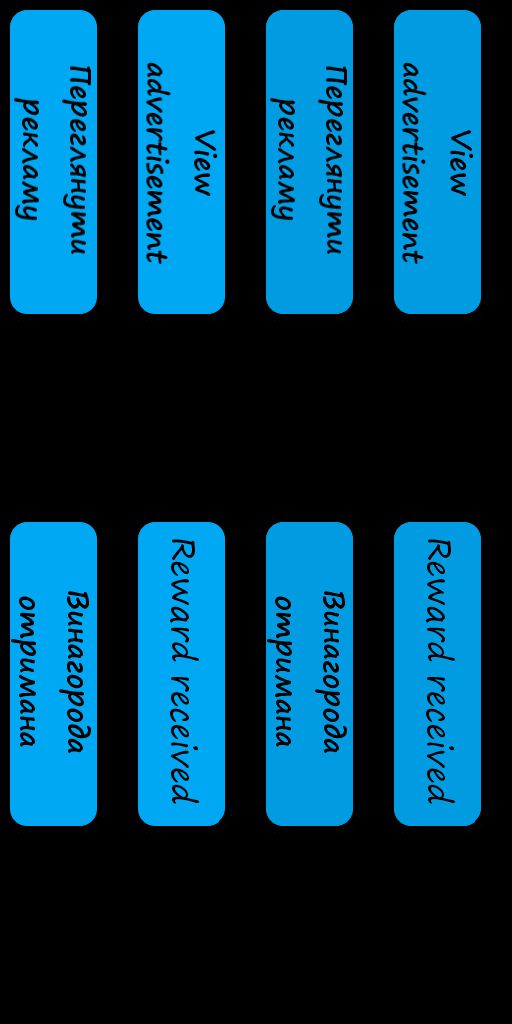 Переглянути
рекламу
View
advertisement
Переглянути
рекламу
View
advertisement
Винагорода
отримана
Reward received
Винагорода
отримана
Reward received